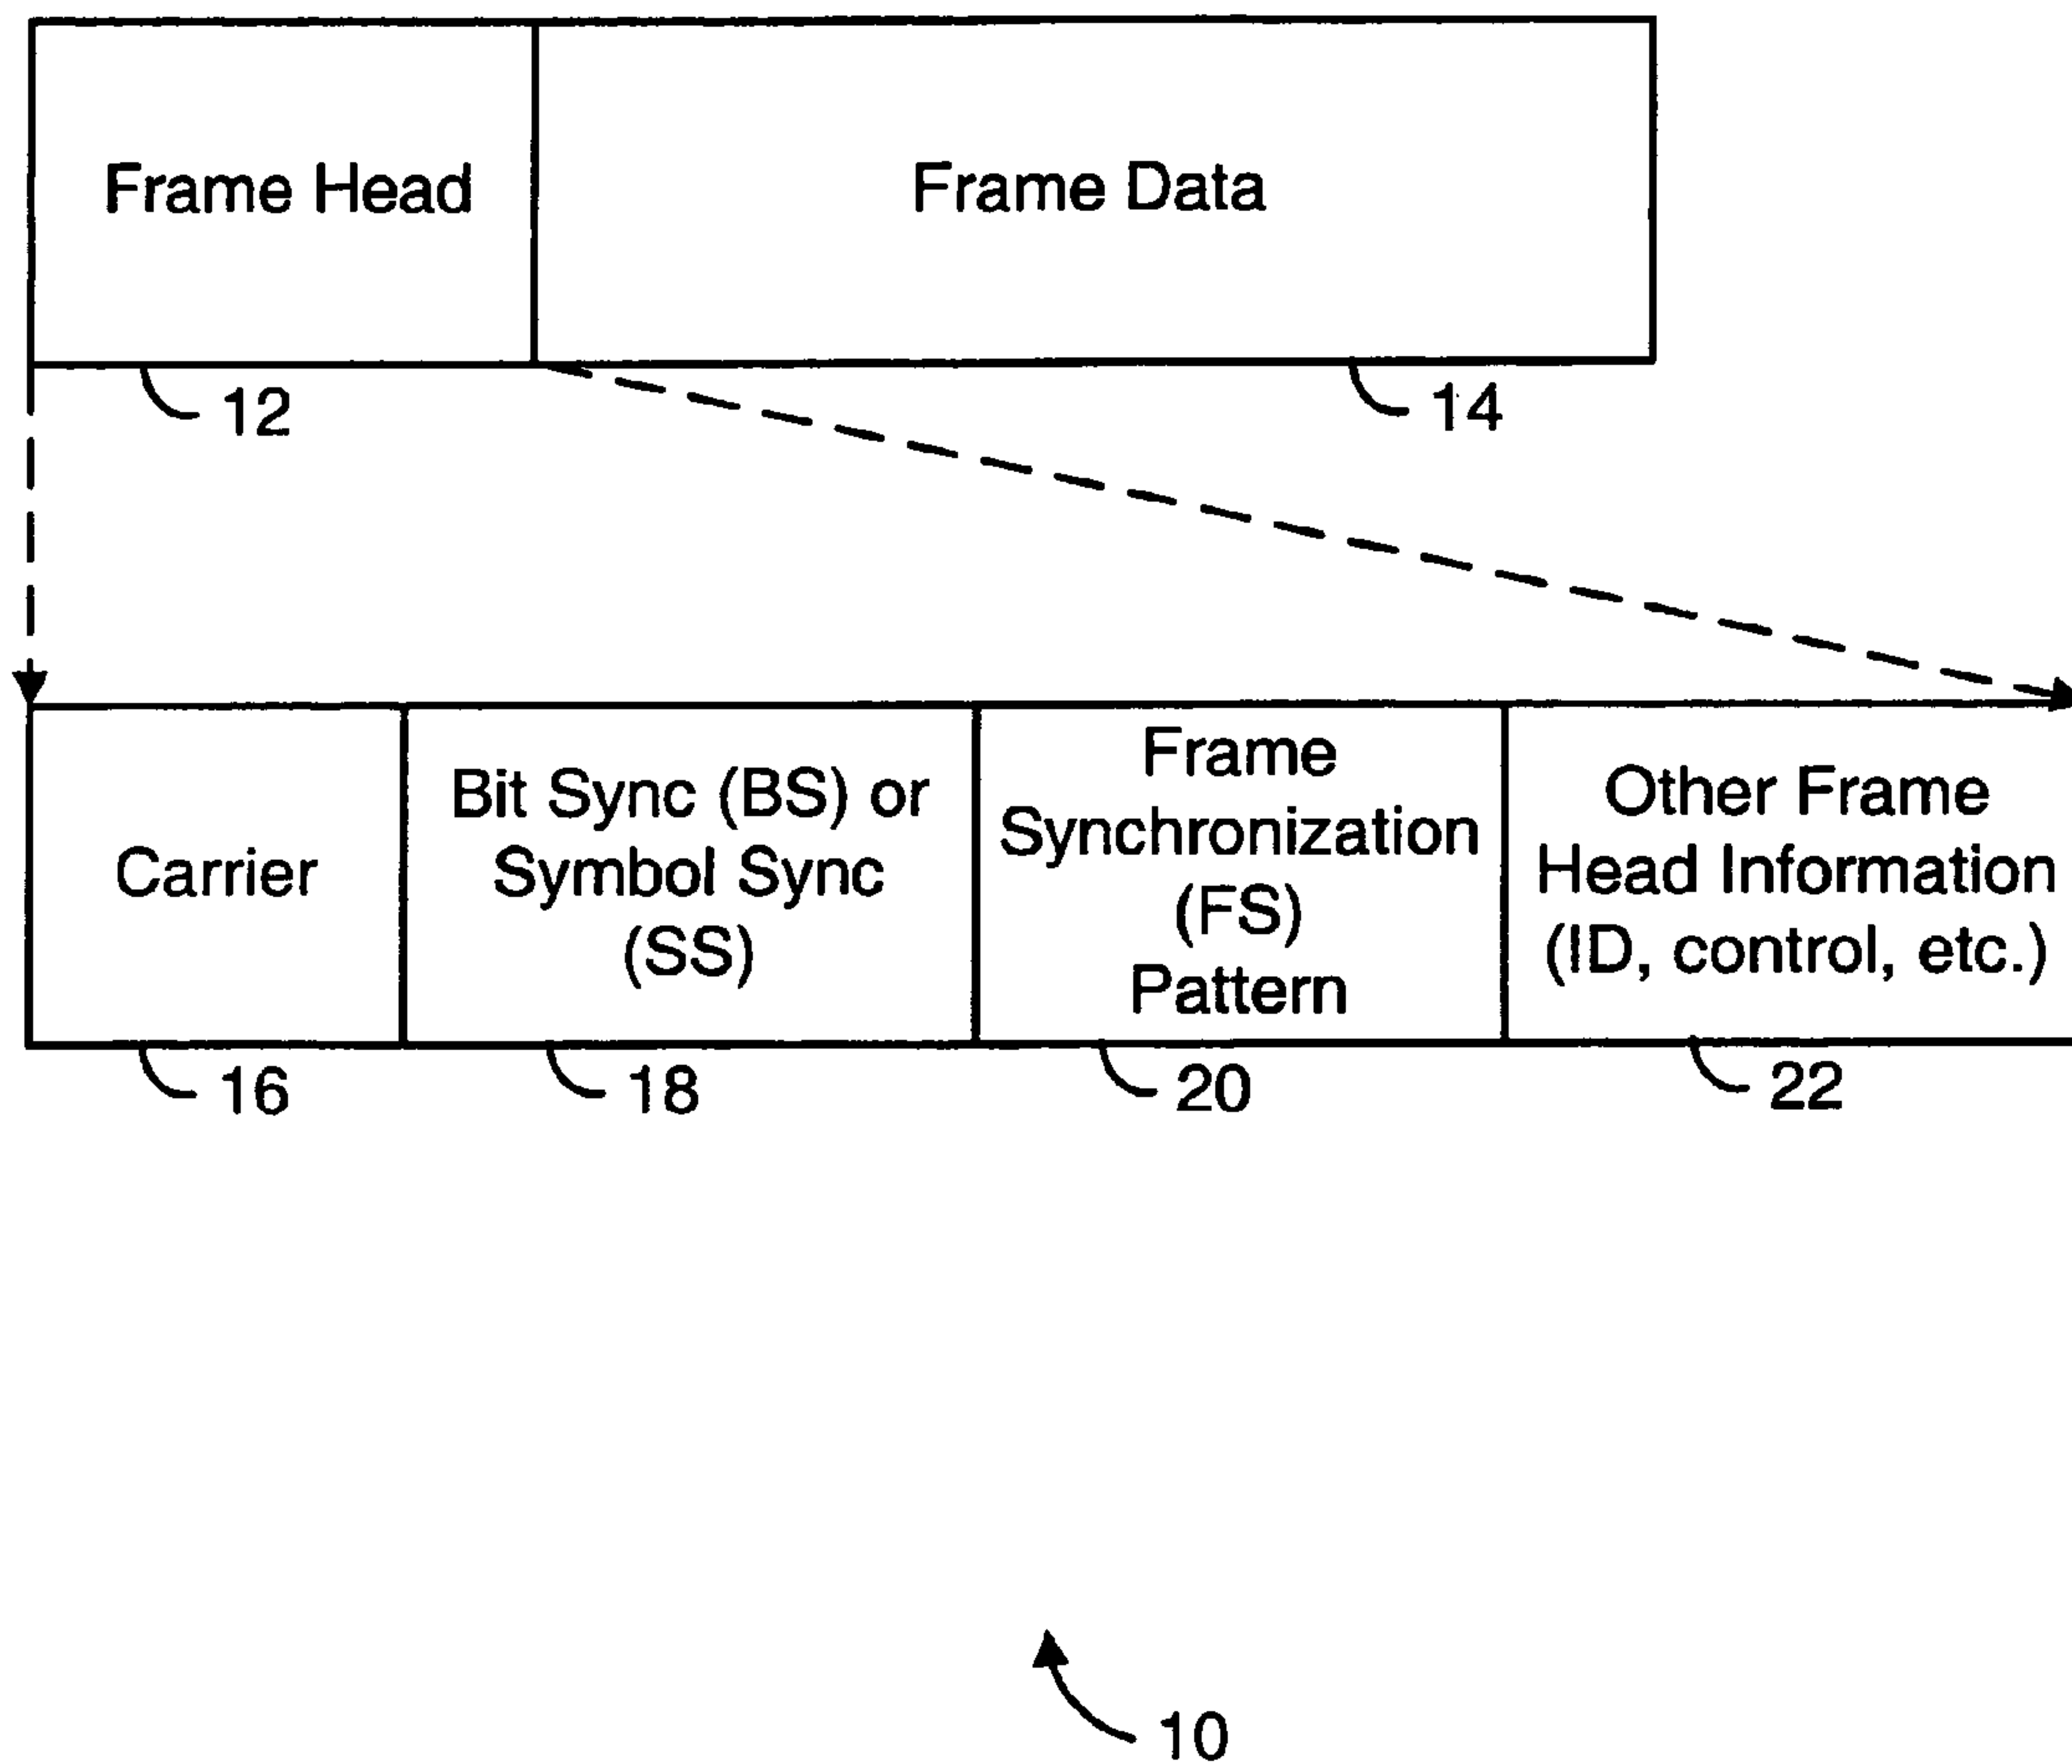 Frame Head
Frame Data
12
14
Carrier
Bit Sync (BS) or
Symbol Sync
(SS)
Frame
Synchronization
(FS)
Pattern
Other Frame
Head Information
(ID, control, etc.)
16
18
20
22
10